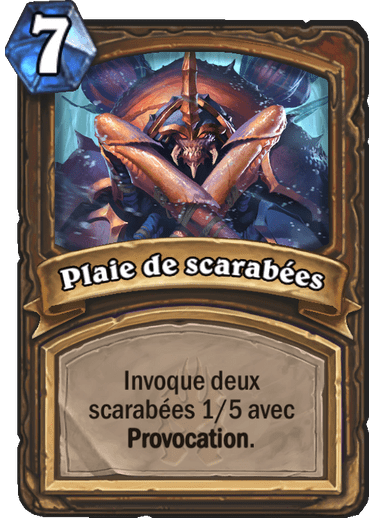 7
Plaie de scarabées
Invoque deux
scarabées 1/5 avec
Provocation.